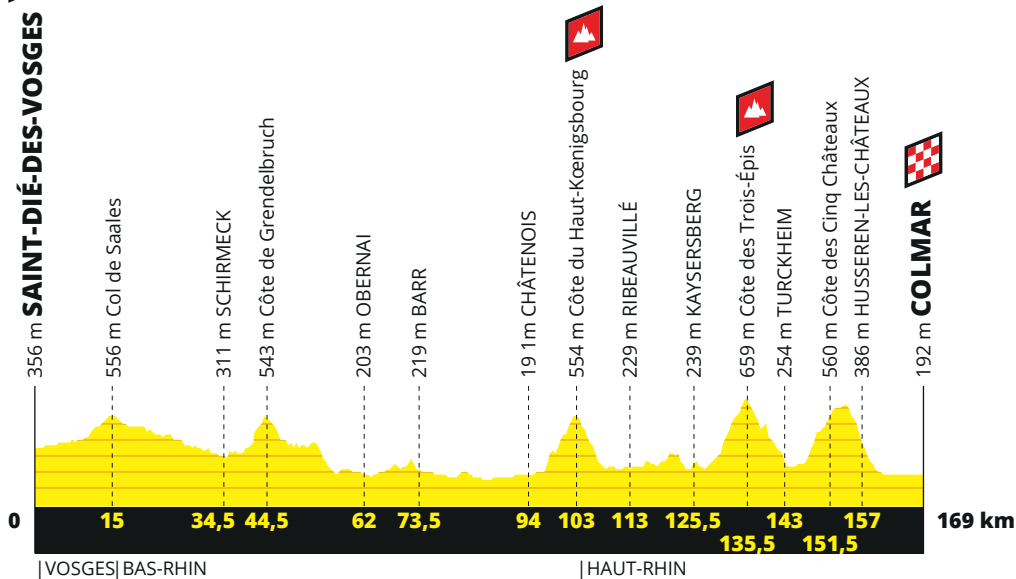 356 m SAINT-DIÉ-DES-VOSGES
556 m Col de Saales
311 m SCHIRMECK
543 m Côte de Grendelbruch
203 m OBERNAI
219 m BARR
19 1m CHÂTENOIS
554 m Côte du Haut-Kœnigsbourg
229 m RIBEAUVILLÉ
239 m KAYSERSBERG
659 m Côte des Trois-Épis
254 m TURCKHEIM
560 m Côte des Cinq Châteaux
386 m HUSSEREN-LES-CHÂTEAUX
192 m COLMAR
0
15
34,5
44,5
62
73,5
94
103
113
125,5
135,5
143
151,5
157
169 km
|VOSGES|BAS-RHIN
|HAUT-RHIN